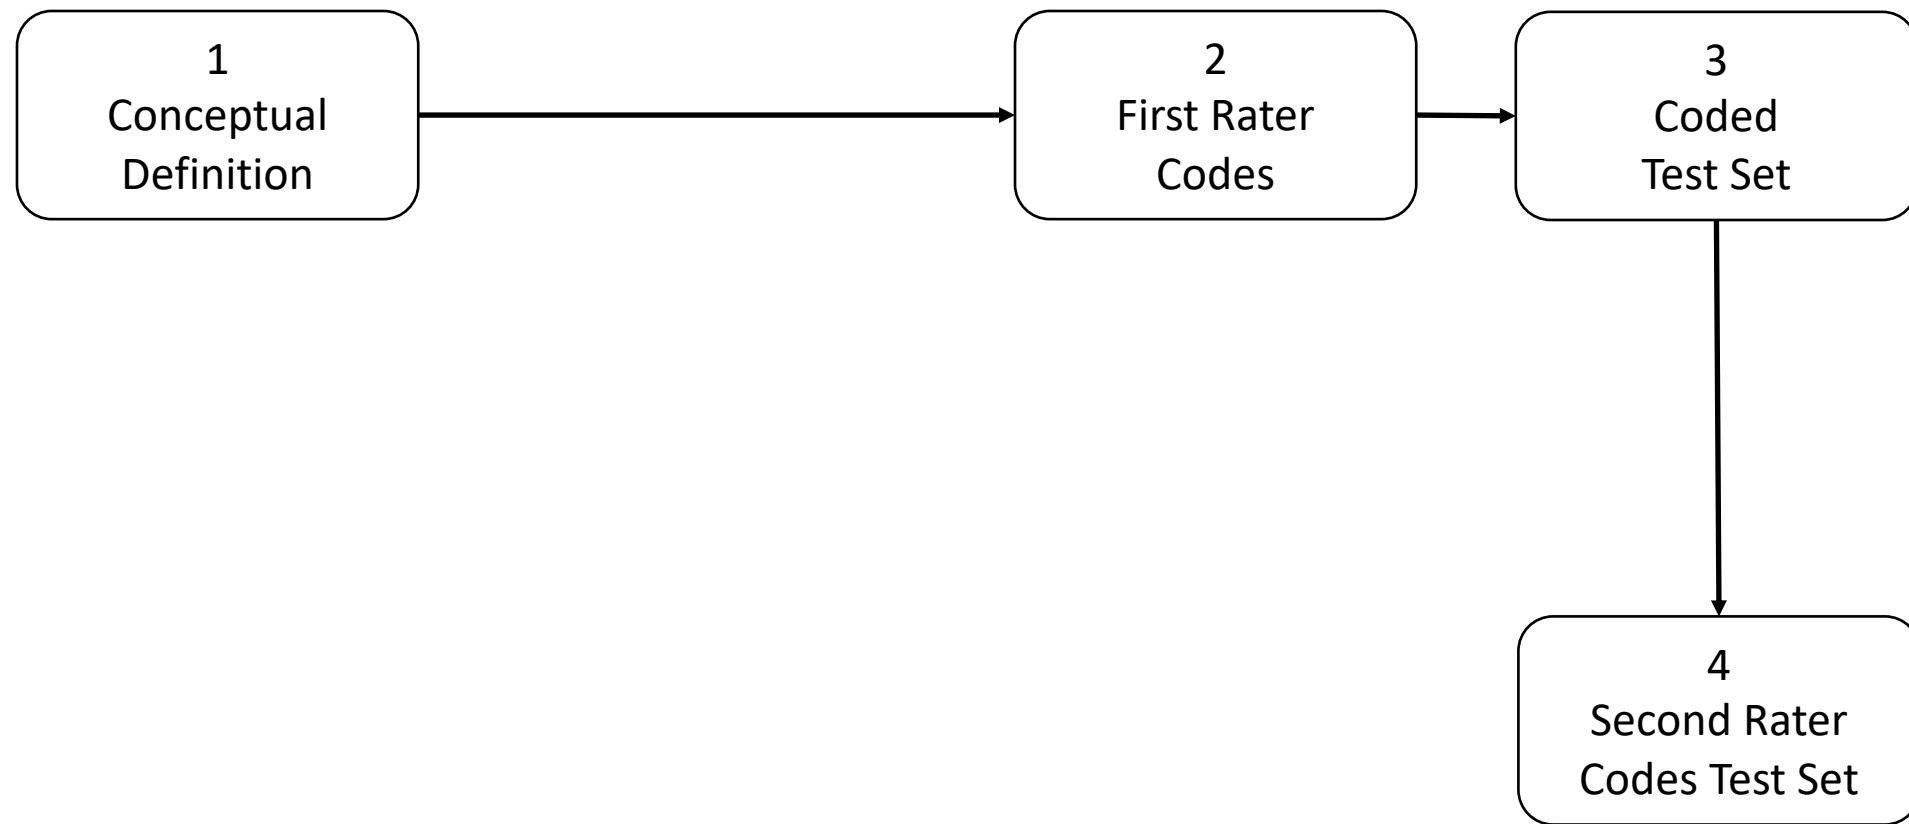 1
Conceptual
Definition
2
First Rater
Codes
3
Coded
Test Set
4
Second Rater
Codes Test Set